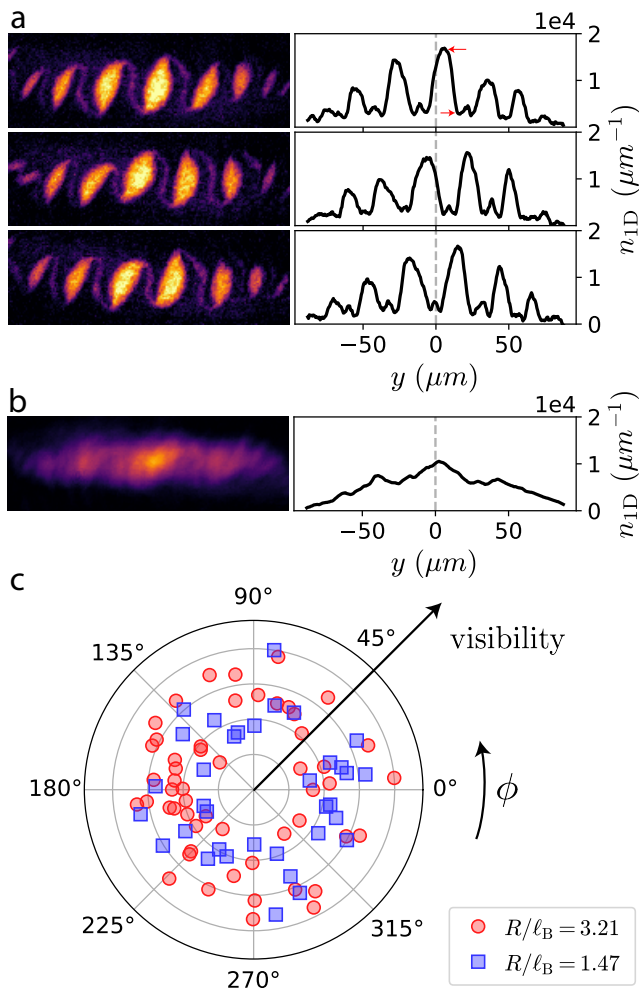 a
1e4
2
1
2
1
2
1
0
n1D (μm−1)
−50 0 50
y (μm)
b
1e4
2
1
0
n1D (μm−1)
−50 0 50
y (μm)
c
90°
135° 45°
visibility
180° 0°
ϕ
225° 315°
270°
R/ℓB = 3.21
R/ℓB = 1.47